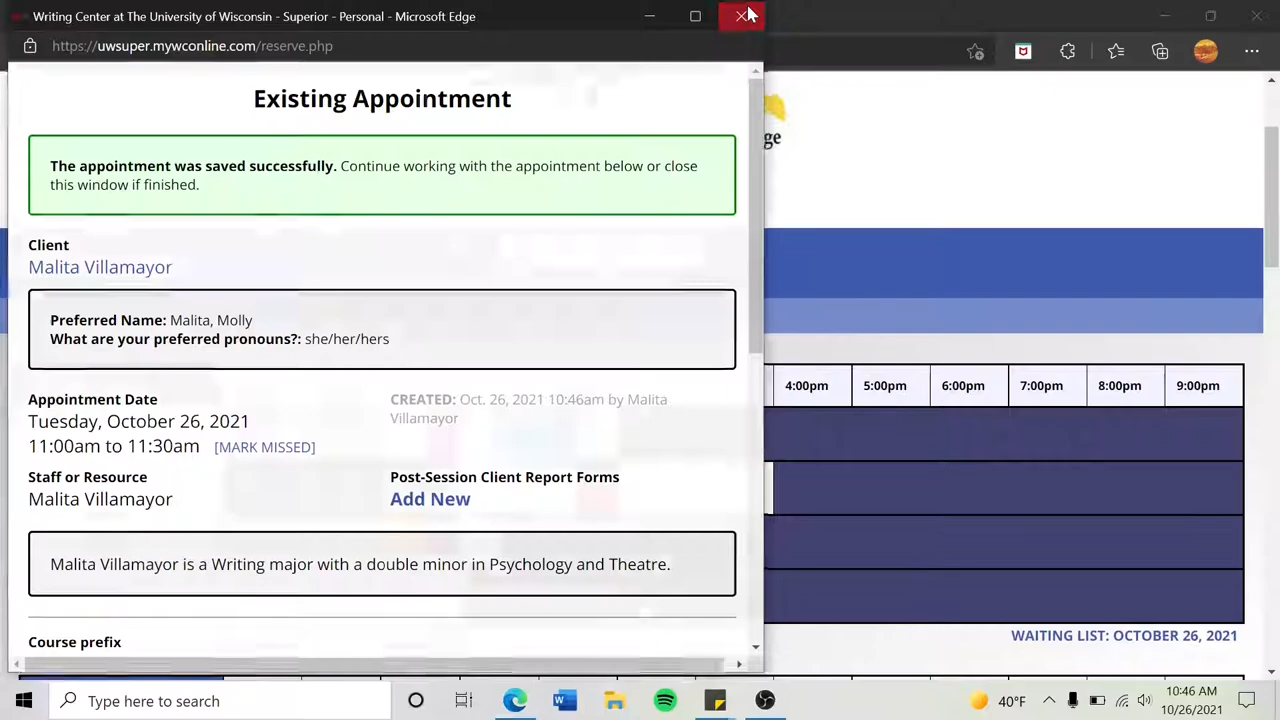 Writing Center at The University of Wisconsin - Superior - Personal - Microsoft Edge
https://uwsuper.mywconline.com/reserve.php
Existing Appointment
The appointment was saved successfully. Continue working with the appointment below or close
this window if finished.
Client
Malita Villamayor
Preferred Name: Malita, Molly
What are your preferred pronouns?: she/her/hers
Appointment Date
Tuesday, October 26, 2021
11:00am to 11:30am [MARK MISSED]
CREATED: Oct. 26, 2021 10:46am by Malita
Villamayor
Staff or Resource
Malita Villamayor
Post-Session Client Report Forms
Add New
Malita Villamayor is a Writing major with a double minor in Psychology and Theatre.
Course prefix
ge
4:00pm 5:00pm 6:00pm 7:00pm 8:00pm 9:00pm
WAITING LIST: OCTOBER 26, 2021
Type here to search
40°F
10:46 AM
10/26/2021